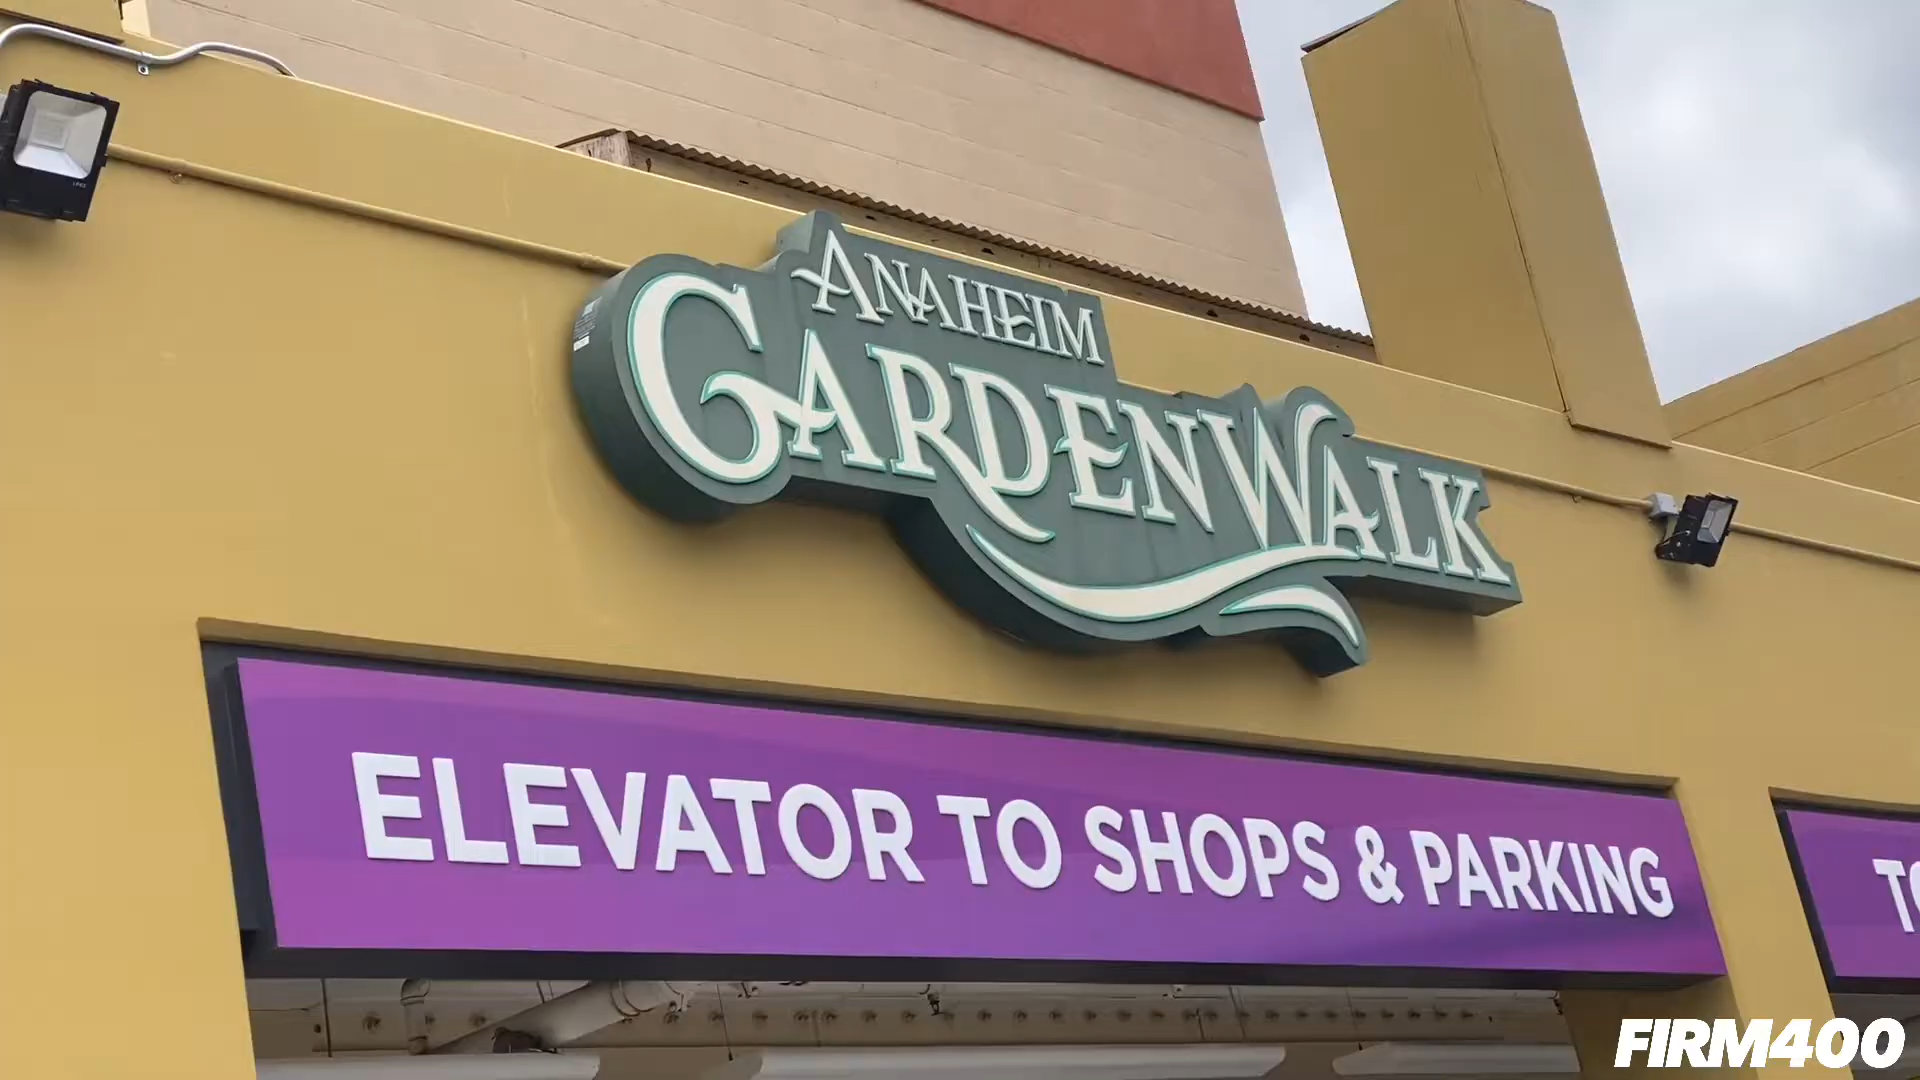 ANAHEIM
GARDENWALK
ELEVATOR TO SHOPS & PARKING
FIRM400